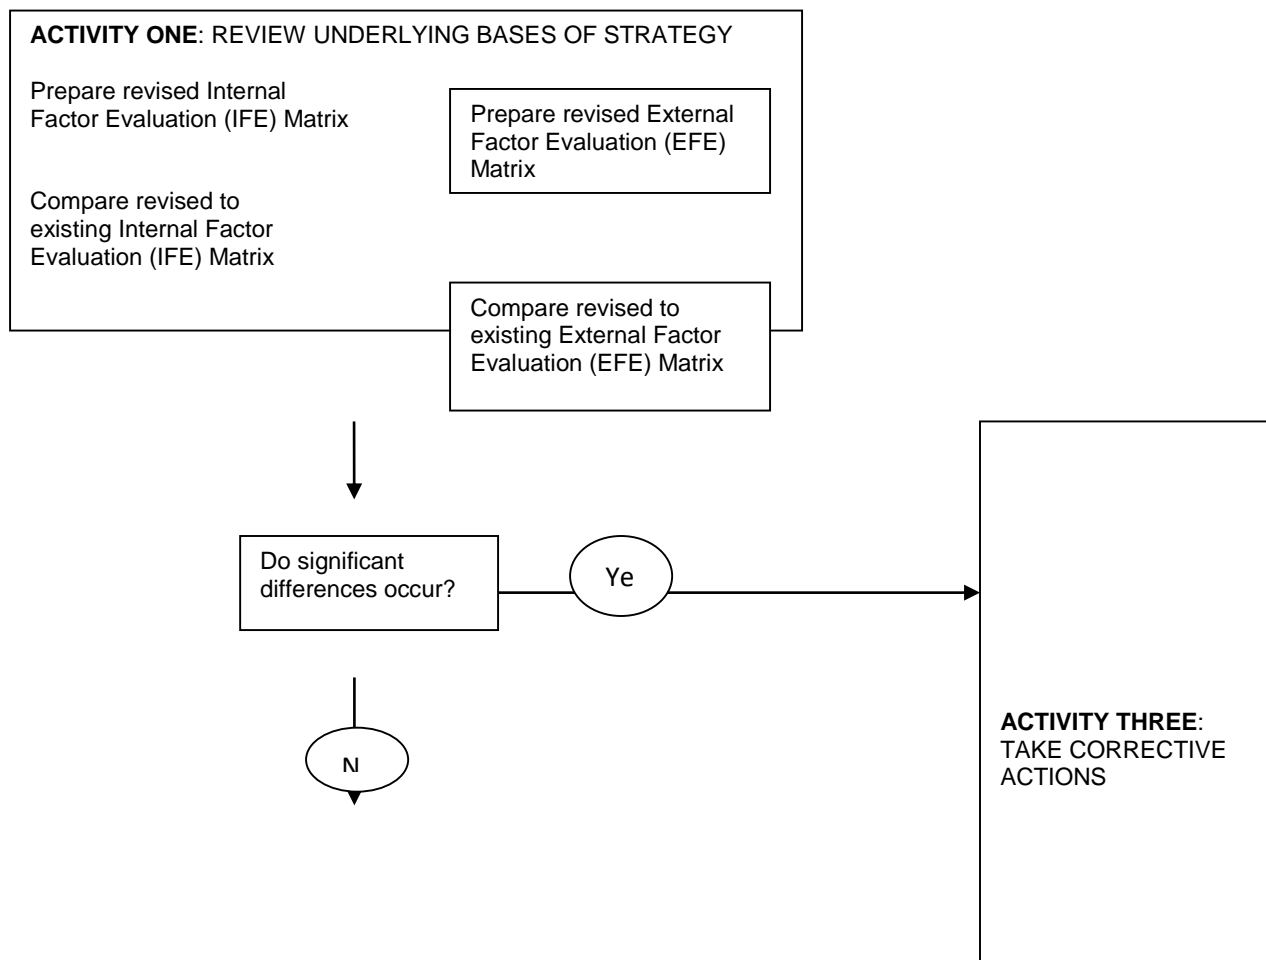 ACTIVITY ONE: REVIEW UNDERLYING BASES OF STRATEGY
Prepare revised Internal
Factor Evaluation (IFE) Matrix
Prepare revised External
Factor Evaluation (EFE)
Matrix
Compare revised to
existing Internal Factor
Evaluation (IFE) Matrix
Compare revised to
existing External Factor
Evaluation (EFE) Matrix
Do significant
differences occur?
Ye
N
ACTIVITY THREE:
TAKE CORRECTIVE
ACTIONS